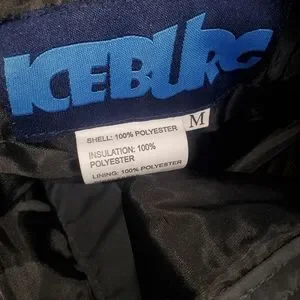 ICEBURG
SHELL: 100% POLYESTER
INSULATION: 100%
POLYESTER
LINING: 100% POLYESTER
M